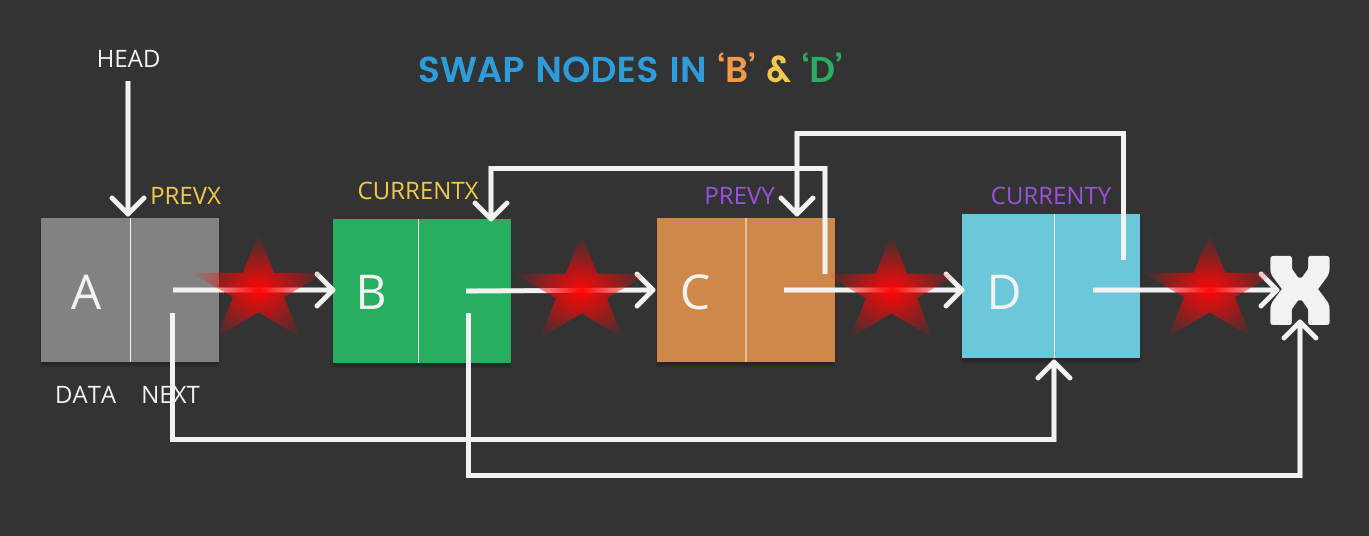 HEAD
SWAP NODES IN ‘B’ & ‘D’
PREVX
CURRENTX
PREVY
CURRENTY
A
B
C
D
X
DATA NEXT